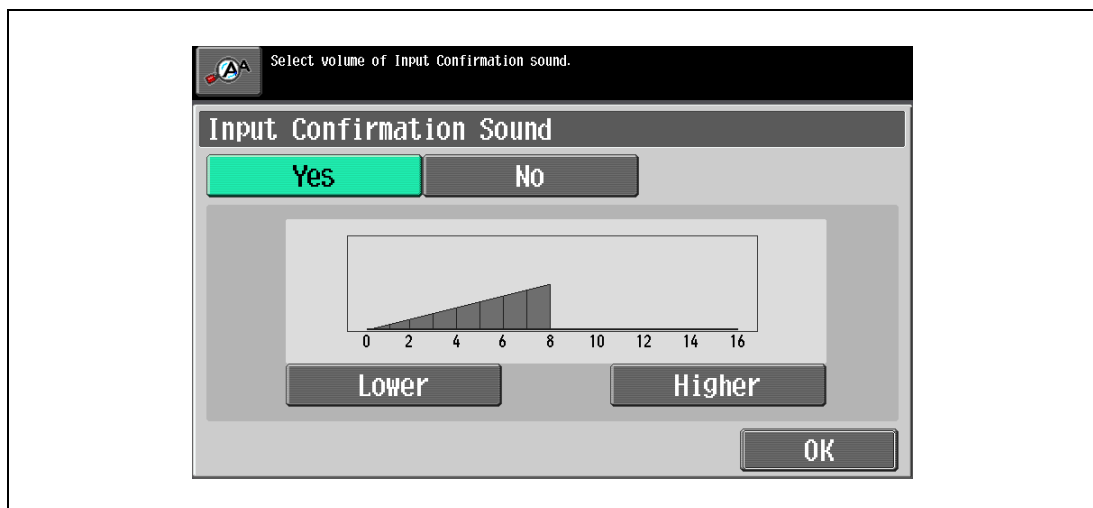 Select volume of Input Confirmation sound.
Input Confirmation Sound
Yes No
0 2 4 6 8 10 12 14 16
Lower Higher
OK